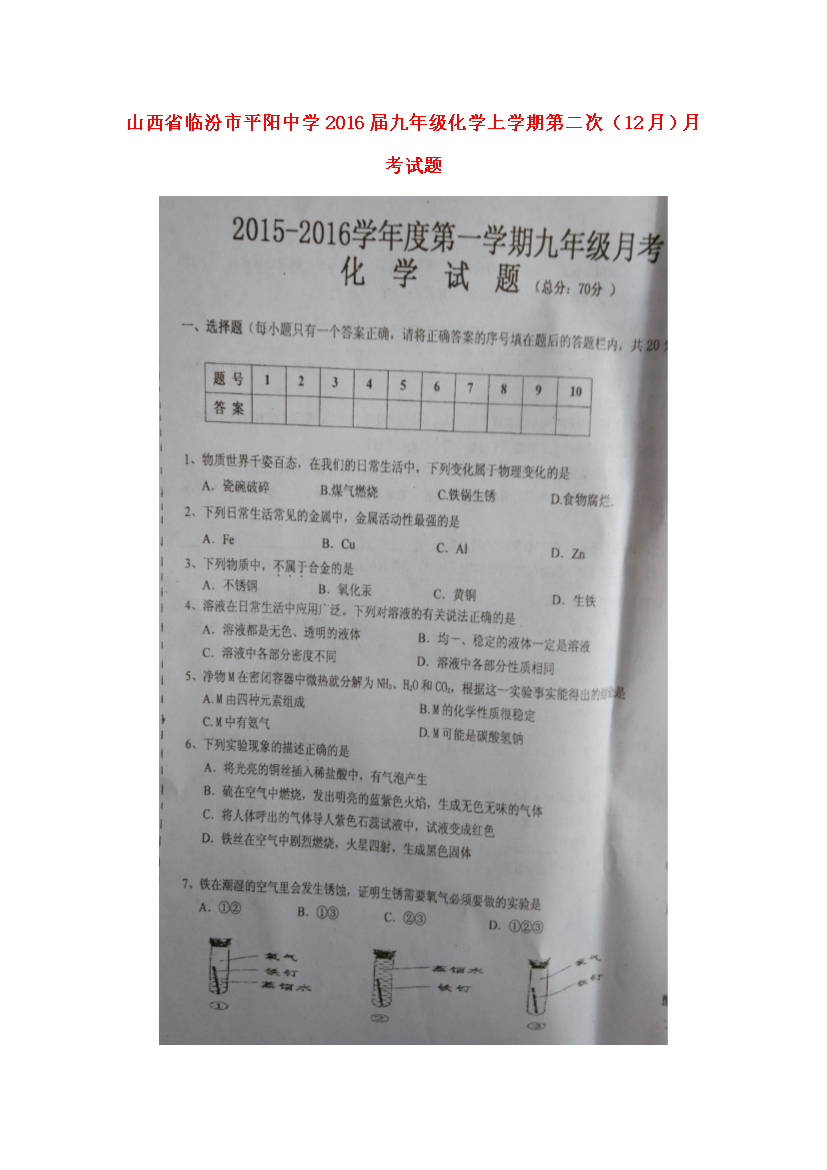 山西省临汾市平阳中学2016届九年级化学上学期第二次（12月）月
考试题
2015-2016学年度第一学期九年级月考
化 学 试 题（总分：70分）
一、选择题（每小题只有一个答案正确，请将正确答案的序号填在题后的答题栏内，共20分
题 号 1 2 3 4 5 6 7 8 9 10
答 案
1、物质世界千姿百态，在我们的日常生活中，下列变化属于物理变化的是
A．瓷碗破碎 B.煤气燃烧 C.铁锅生锈 D.食物腐烂.
2、下列日常生活常见的金属中，金属活动性最强的是
A．Fe B．Cu C．Al D．Zn
3、下列物质中，不属于合金的是
A．不锈钢 B．氧化汞 C．黄铜 D．生铁
4、溶液在日常生活中应用广泛。下列对溶液的有关说法正确的是
A．溶液都是无色、透明的液体 B．均一、稳定的液体一定是溶液
C．溶液中各部分密度不同 D．溶液中各部分性质相同
5、净物M在密闭容器中微热就分解为NH₃、H₂O和CO₂，根据这一实验事实能得出的结论是
A.M由四种元素组成 B.M的化学性质很稳定
C.M中有氨气 D.M可能是碳酸氢钠
6、下列实验现象的描述正确的是
A．将光亮的铜丝插入稀盐酸中，有气泡产生
B．硫在空气中燃烧，发出明亮的蓝紫色火焰，生成无色无味的气体
C．将人体呼出的气体导人紫色石蕊试液中，试液变成红色
D．铁丝在空气中剧烈燃烧，火星四射，生成黑色固体
7、铁在潮湿的空气里会发生锈蚀，证明生锈需要氧气必须要做的实验是
A．①② B．①③ C．②③ D．①②③
氧气
铁钉
蒸馏水
①
蒸馏水
铁钉
②
氧气
铁钉
③